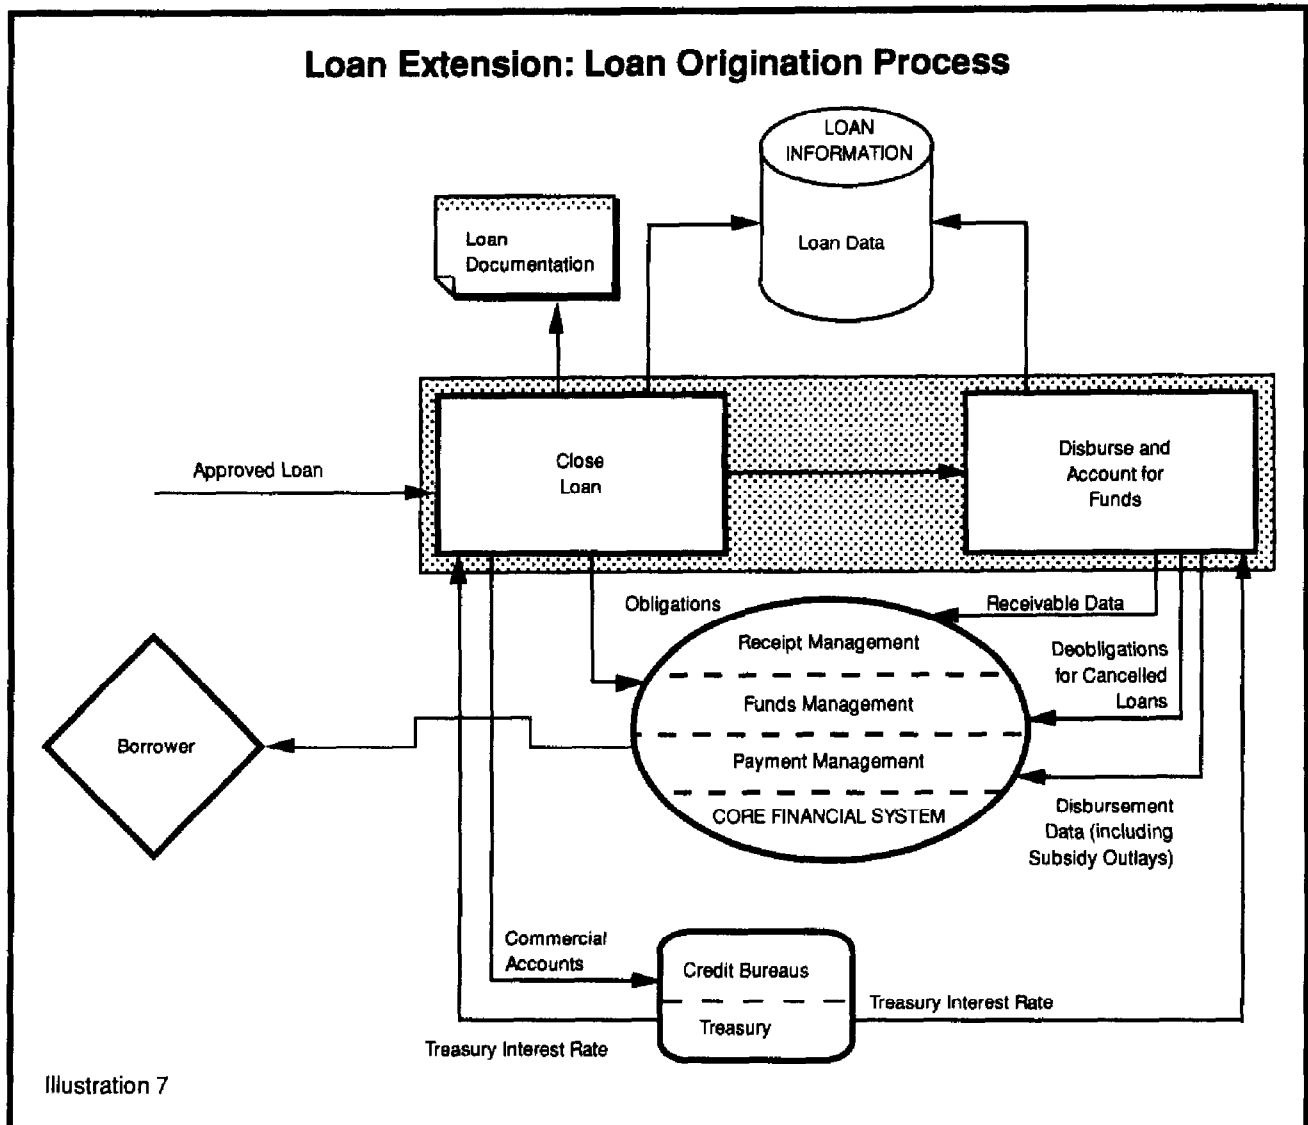 Loan Extension: Loan Origination Process
LOAN
INFORMATION
Loan Data
Loan
Documentation
Approved Loan
Close
Loan
Disburse and
Account for
Funds
Obligations
Receivable Data
Receipt Management
Deobligations
for Cancelled
Loans
Funds Management
Borrower
Payment Management
CORE FINANCIAL SYSTEM
Disbursement
Data (including
Subsidy Outlays)
Commercial
Accounts
Credit Bureaus
Treasury Interest Rate
Treasury
Treasury Interest Rate
Illustration 7